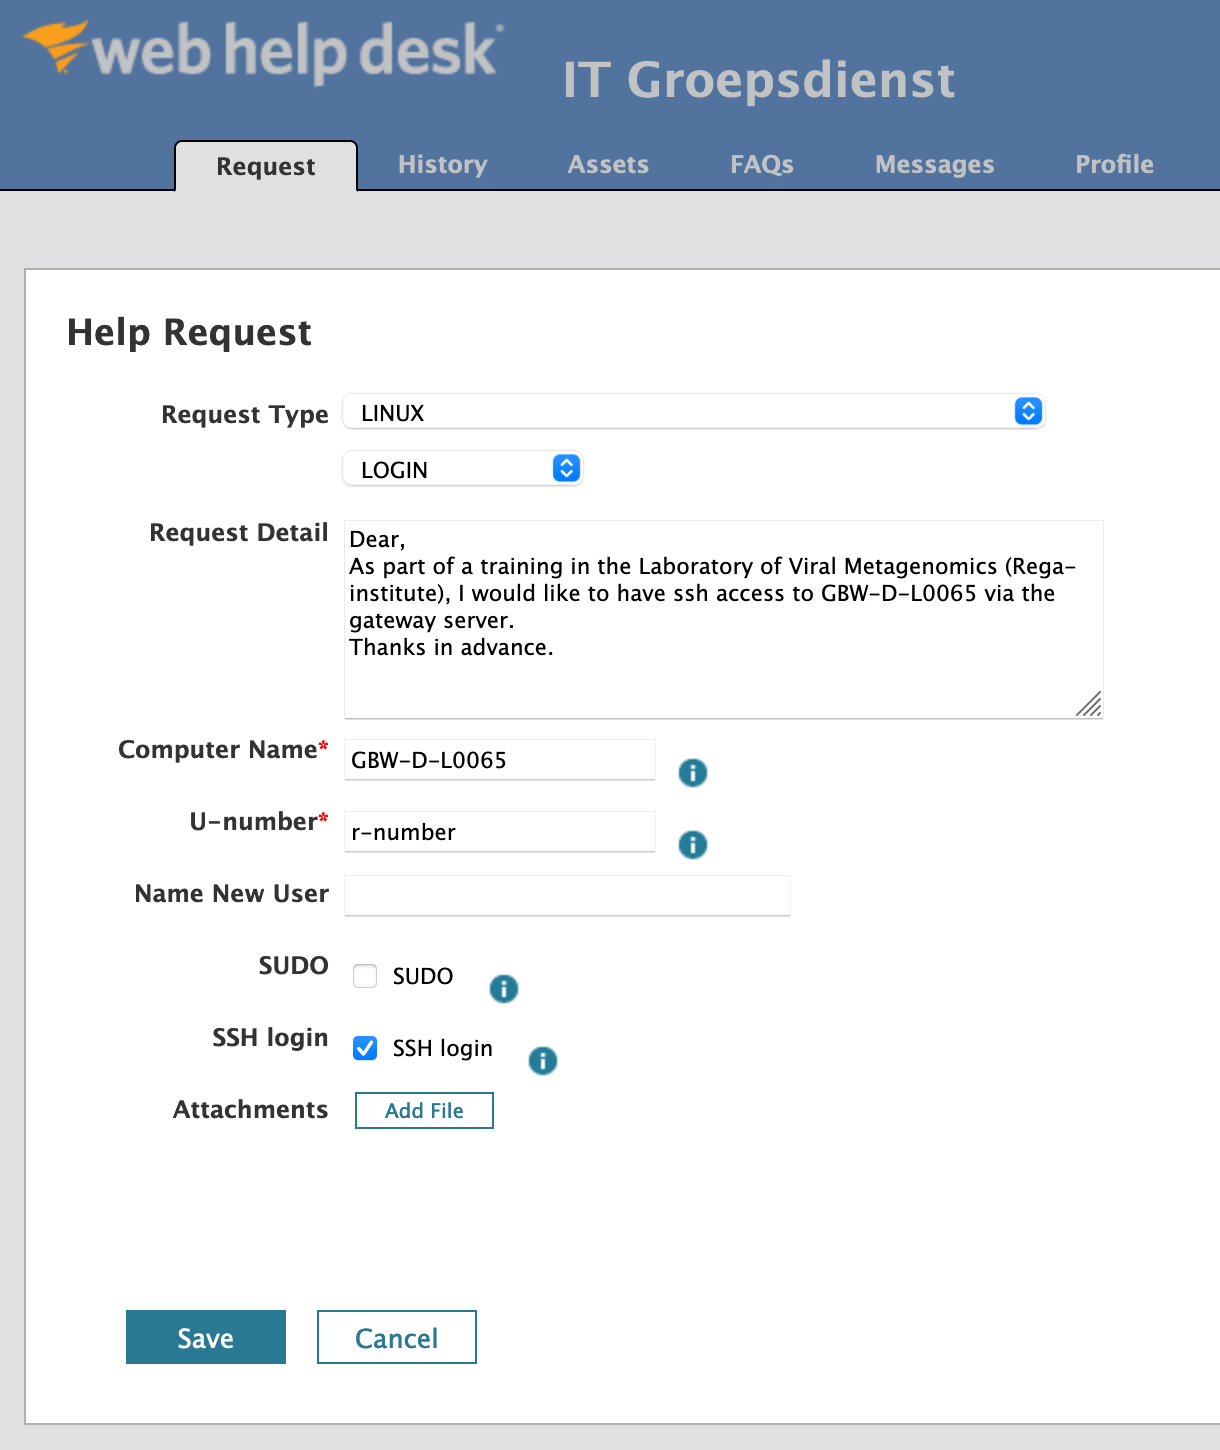 web help desk
IT Groepsdienst
Request History Assets FAQs Messages Profile
Help Request
Request Type LINUX
LOGIN
Request Detail Dear,
As part of a training in the Laboratory of Viral Metagenomics (Rega-
institute), I would like to have ssh access to GBW-D-L0065 via the
gateway server.
Thanks in advance.
Computer Name* GBW-D-L0065
U-number* r-number
Name New User
SUDO SUDO
SSH login SSH login
Attachments Add File
Save Cancel